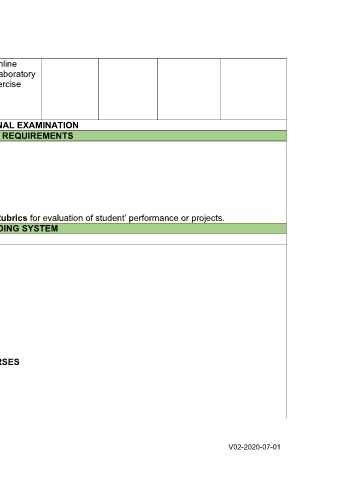 nline
aboratory
ercise
NAL EXAMINATION
REQUIREMENTS
ubrics for evaluation of student' performance or projects.
DING SYSTEM
RSES
V02-2020-07-01